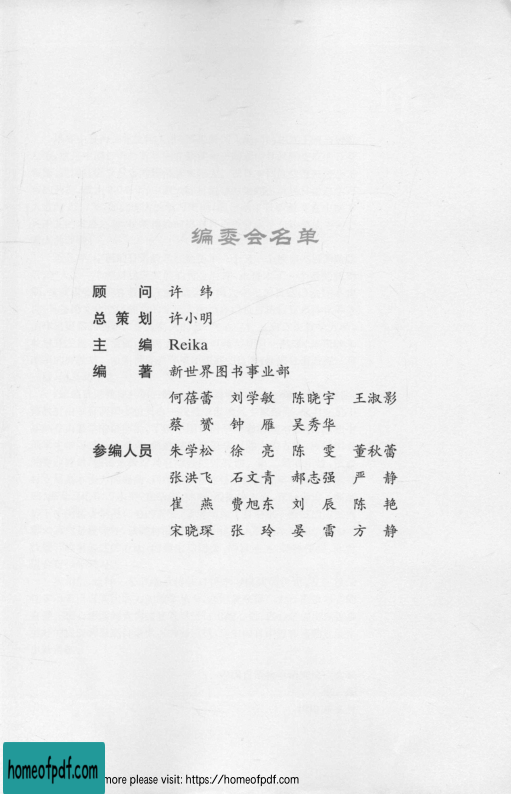 编委会名单
顾 问 许 纬
总策划 许小明
主 编 Reika
编 著 新世界图书事业部
何蓓蕾 刘学敏 陈晓宇 王淑影
蔡 赟 钟 雁 吴秀华
参编人员 朱学松 徐 亮 陈 雯 董秋蕾
张洪飞 石文青 郝志强 严 静
崔 燕 费旭东 刘 辰 陈 艳
宋晓琛 张 玲 晏 雷 方 静
homeofpdf.com more please visit: https://homeofpdf.com